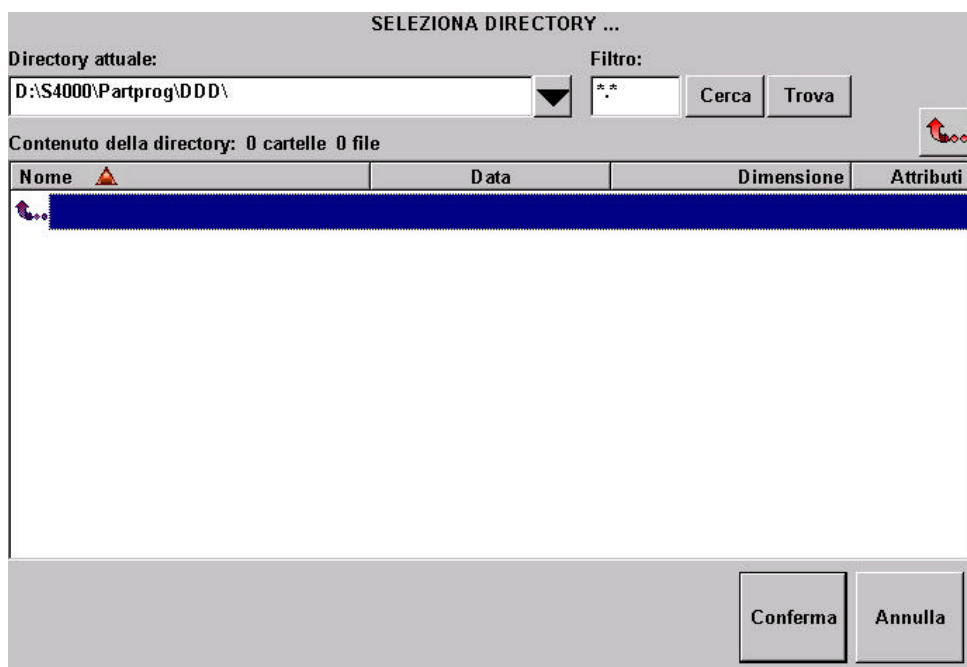 SELEZIONA DIRECTORY ...
Directory attuale: Filtro:
D:\S4000\Partprog\DDD\ *.* Cerca Trova
Contenuto della directory: 0 cartelle 0 file
Nome Data Dimensione Attributi
Conferma Annulla